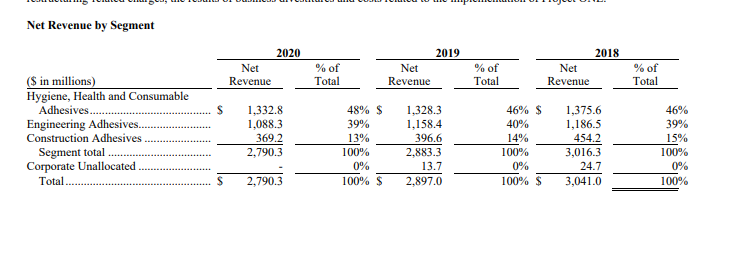 Net Revenue by Segment
2020 2019 2018
Net % of Net % of Net % of
($ in millions) Revenue Total Revenue Total Revenue Total
Hygiene, Health and Consumable
Adhesives $ 1,332.8 48% $ 1,328.3 46% $ 1,375.6 46%
Engineering Adhesives 1,088.3 39% 1,158.4 40% 1,186.5 39%
Construction Adhesives 369.2 13% 396.6 14% 454.2 15%
Segment total 2,790.3 100% 2,883.3 100% 3,016.3 100%
Corporate Unallocated - 0% 13.7 0% 24.7 0%
Total $ 2,790.3 100% $ 2,897.0 100% $ 3,041.0 100%